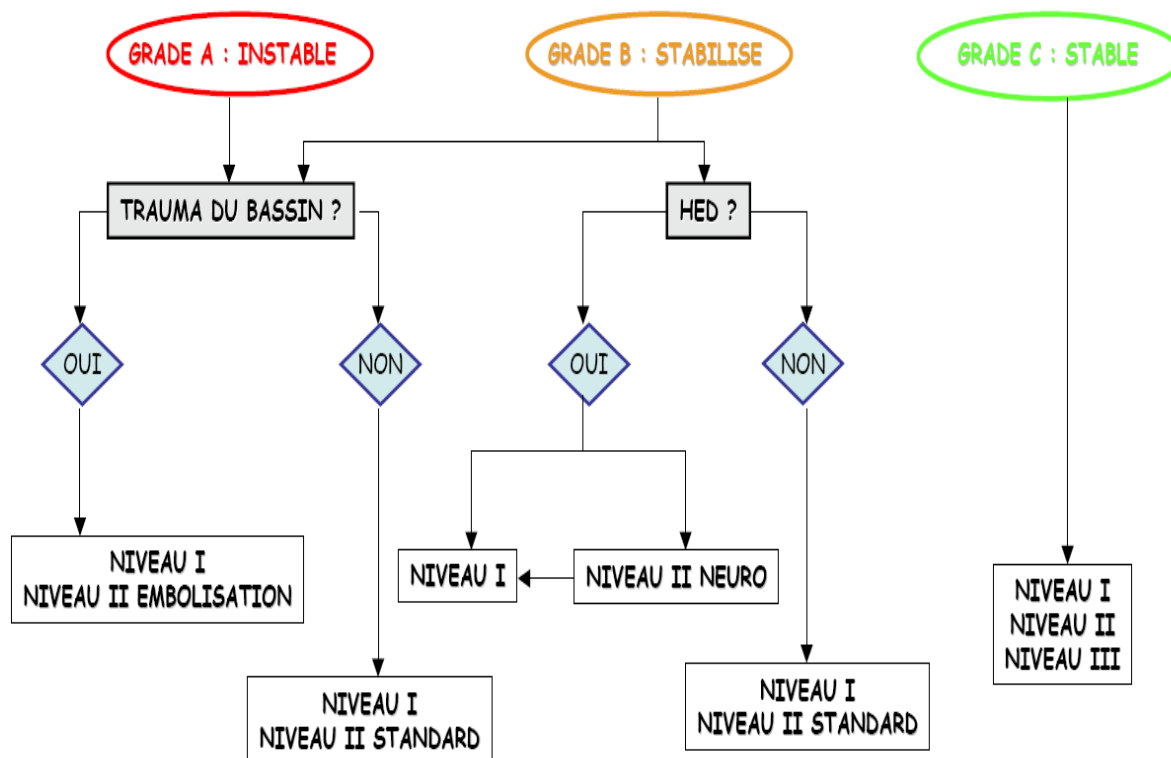 GRADE A : INSTABLE
GRADE B : STABILISE
GRADE C : STABLE
TRAUMA DU BASSIN ?
HED ?
OUI
NON
OUI
NON
NIVEAU I
NIVEAU II EMBOLISATION
NIVEAU I
NIVEAU II NEURO
NIVEAU I
NIVEAU II
NIVEAU III
NIVEAU I
NIVEAU II STANDARD
NIVEAU I
NIVEAU II STANDARD